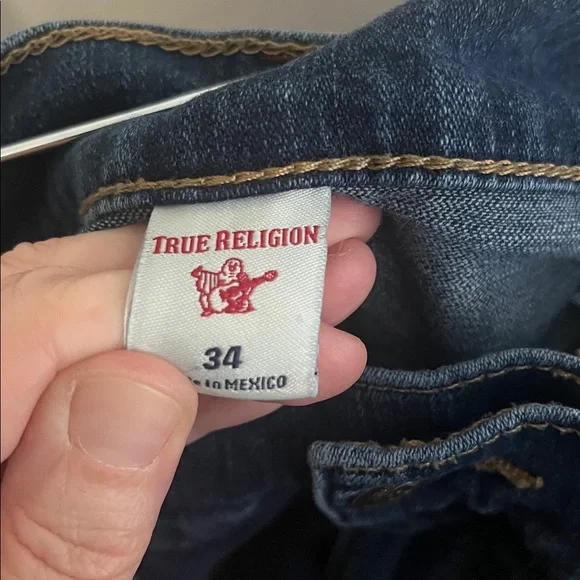 TRUE RELIGION
34
in MEXICO